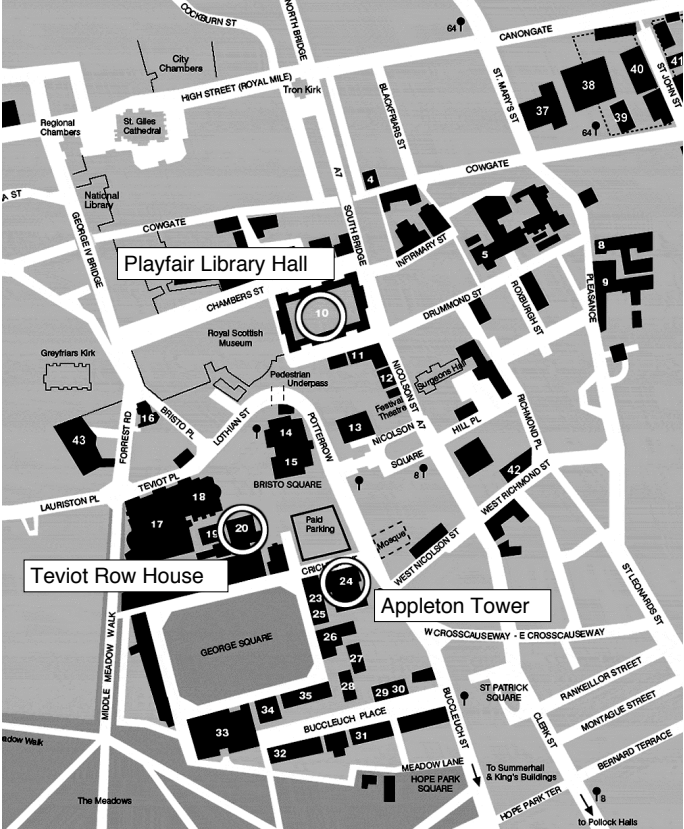 COCKBURN ST
NORTH BRIDGE
64
CANONGATE
City
Chambers
HIGH STREET (ROYAL MILE)
Tron Kirk
ST. MARY'S ST
38
40
ST JOHN ST
41
37
39
64
Regional
Chambers
St. Giles
Cathedral
BLACKFRIARS ST
A7
COWGATE
4
A ST
National
Library
COWGATE
GEORGE IV BRIDGE
SOUTH BRIDGE
INFIRMARY ST
5
8
9
PLEASANCE
Playfair Library Hall
CHAMBERS ST
10
DRUMMOND ST
ROXBURGH ST
Royal Scottish
Museum
Greyfriars Kirk
11
12
NICOLSON ST
A7
Surgeons Hall
Pedestrian
Underpass
Festival
Theatre
16
BRISTO PL
LOTHIAN ST
POTTERROW
13
14
15
NICOLSON
SQUARE
HILL PL
RICHMOND PL
43
FORREST RD
BRISTO SQUARE
8
42
WEST RICHMOND ST
TEVIOT PL
LAURISTON PL
17
18
19
20
Paid
Parking
Mosque
WEST NICOLSON ST
Teviot Row House
CRICH
24
23
25
Appleton Tower
ST LEONARDS ST
MIDDLE MEADOW WALK
GEORGE SQUARE
26
27
28
W CROSSCAUSEWAY - E CROSSCAUSEWAY
29
30
35
34
33
32
31
BUCCLEUCH PLACE
BUCCLEUCH ST
ST PATRICK
SQUARE
RANKEILLOR STREET
MONTAGUE STREET
CLERK ST
BERNARD TERRACE
eadow Walk
The Meadows
MEADOW LANE
HOPE PARK
SQUARE
To Summerhall
& King's Buildings
HOPE PARK TER
8
to Pollock Halls